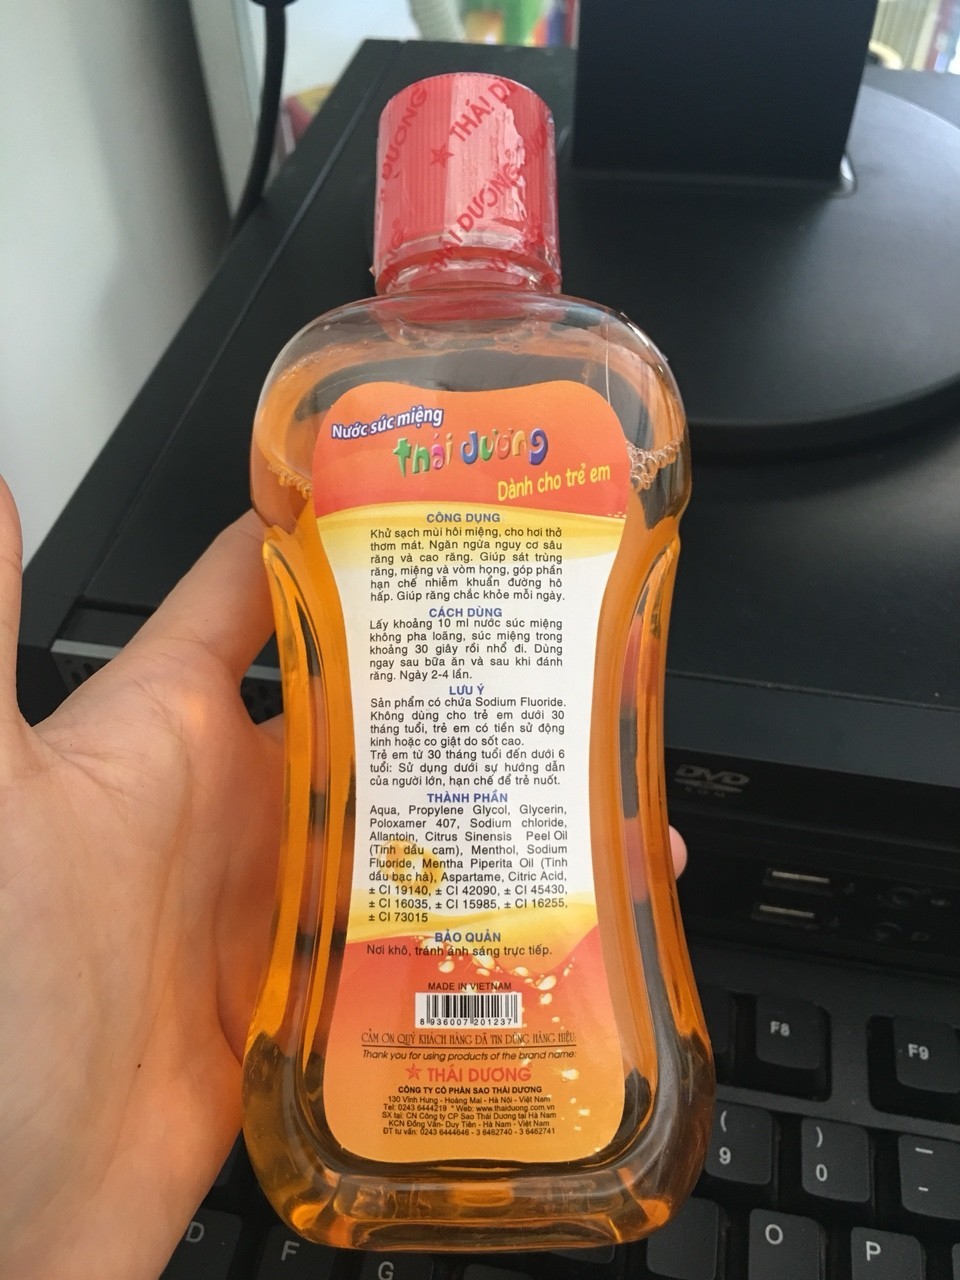 THÁI DƯƠNG
Nước súc miệng
thái dương
Dành cho trẻ em
CÔNG DỤNG
Khử sạch mùi hôi miệng, cho hơi thở
thơm mát. Ngăn ngừa nguy cơ sâu
răng và cao răng. Giúp sát trùng
răng, miệng và vòm họng, góp phần
hạn chế nhiễm khuẩn đường hô
hấp. Giúp răng chắc khỏe mỗi ngày.
CÁCH DÙNG
Lấy khoảng 10 ml nước súc miệng
không pha loãng, súc miệng trong
khoảng 30 giây rồi nhổ đi. Dùng
ngay sau bữa ăn và sau khi đánh
răng. Ngày 2-4 lần.
LƯU Ý
Sản phẩm có chứa Sodium Fluoride.
Không dùng cho trẻ em dưới 30
tháng tuổi, trẻ em có tiền sử động
kinh hoặc co giật do sốt cao.
Trẻ em từ 30 tháng tuổi đến dưới 6
tuổi: Sử dụng dưới sự hướng dẫn
của người lớn, hạn chế để trẻ nuốt.
THÀNH PHẦN
Aqua, Propylene Glycol, Glycerin,
Poloxamer 407, Sodium chloride,
Allantoin, Citrus Sinensis Peel Oil
(Tinh dầu cam), Menthol, Sodium
Fluoride, Mentha Piperita Oil (Tinh
dầu bạc hà), Aspartame, Citric Acid,
± CI 19140, ± CI 42090, ± CI 45430,
± CI 16035, ± CI 15985, ± CI 16255,
± CI 73015
BẢO QUẢN
Nơi khô, tránh ánh sáng trực tiếp.
MADE IN VIETNAM
8 936007 201237
CẢM ƠN QUÝ KHÁCH HÀNG ĐÃ TIN DÙNG HÀNG HIỆU:
Thank you for using products of the brand name:
THÁI DƯƠNG
CÔNG TY CỔ PHẦN SAO THÁI DƯƠNG
130 Vĩnh Hưng - Hoàng Mai - Hà Nội - Việt Nam
Tel: 0243 6444219 * Web: www.thaiduong.com.vn
SX tại: CN Công ty CP Sao Thái Dương tại Hà Nam
KCN Đồng Văn- Duy Tiên - Hà Nam - Việt Nam
ĐT tư vấn: 0243 6444646 - 3 6462740 - 3 6462741
DVD
F8
F9
(
9
)
0
D
F
G
O
P